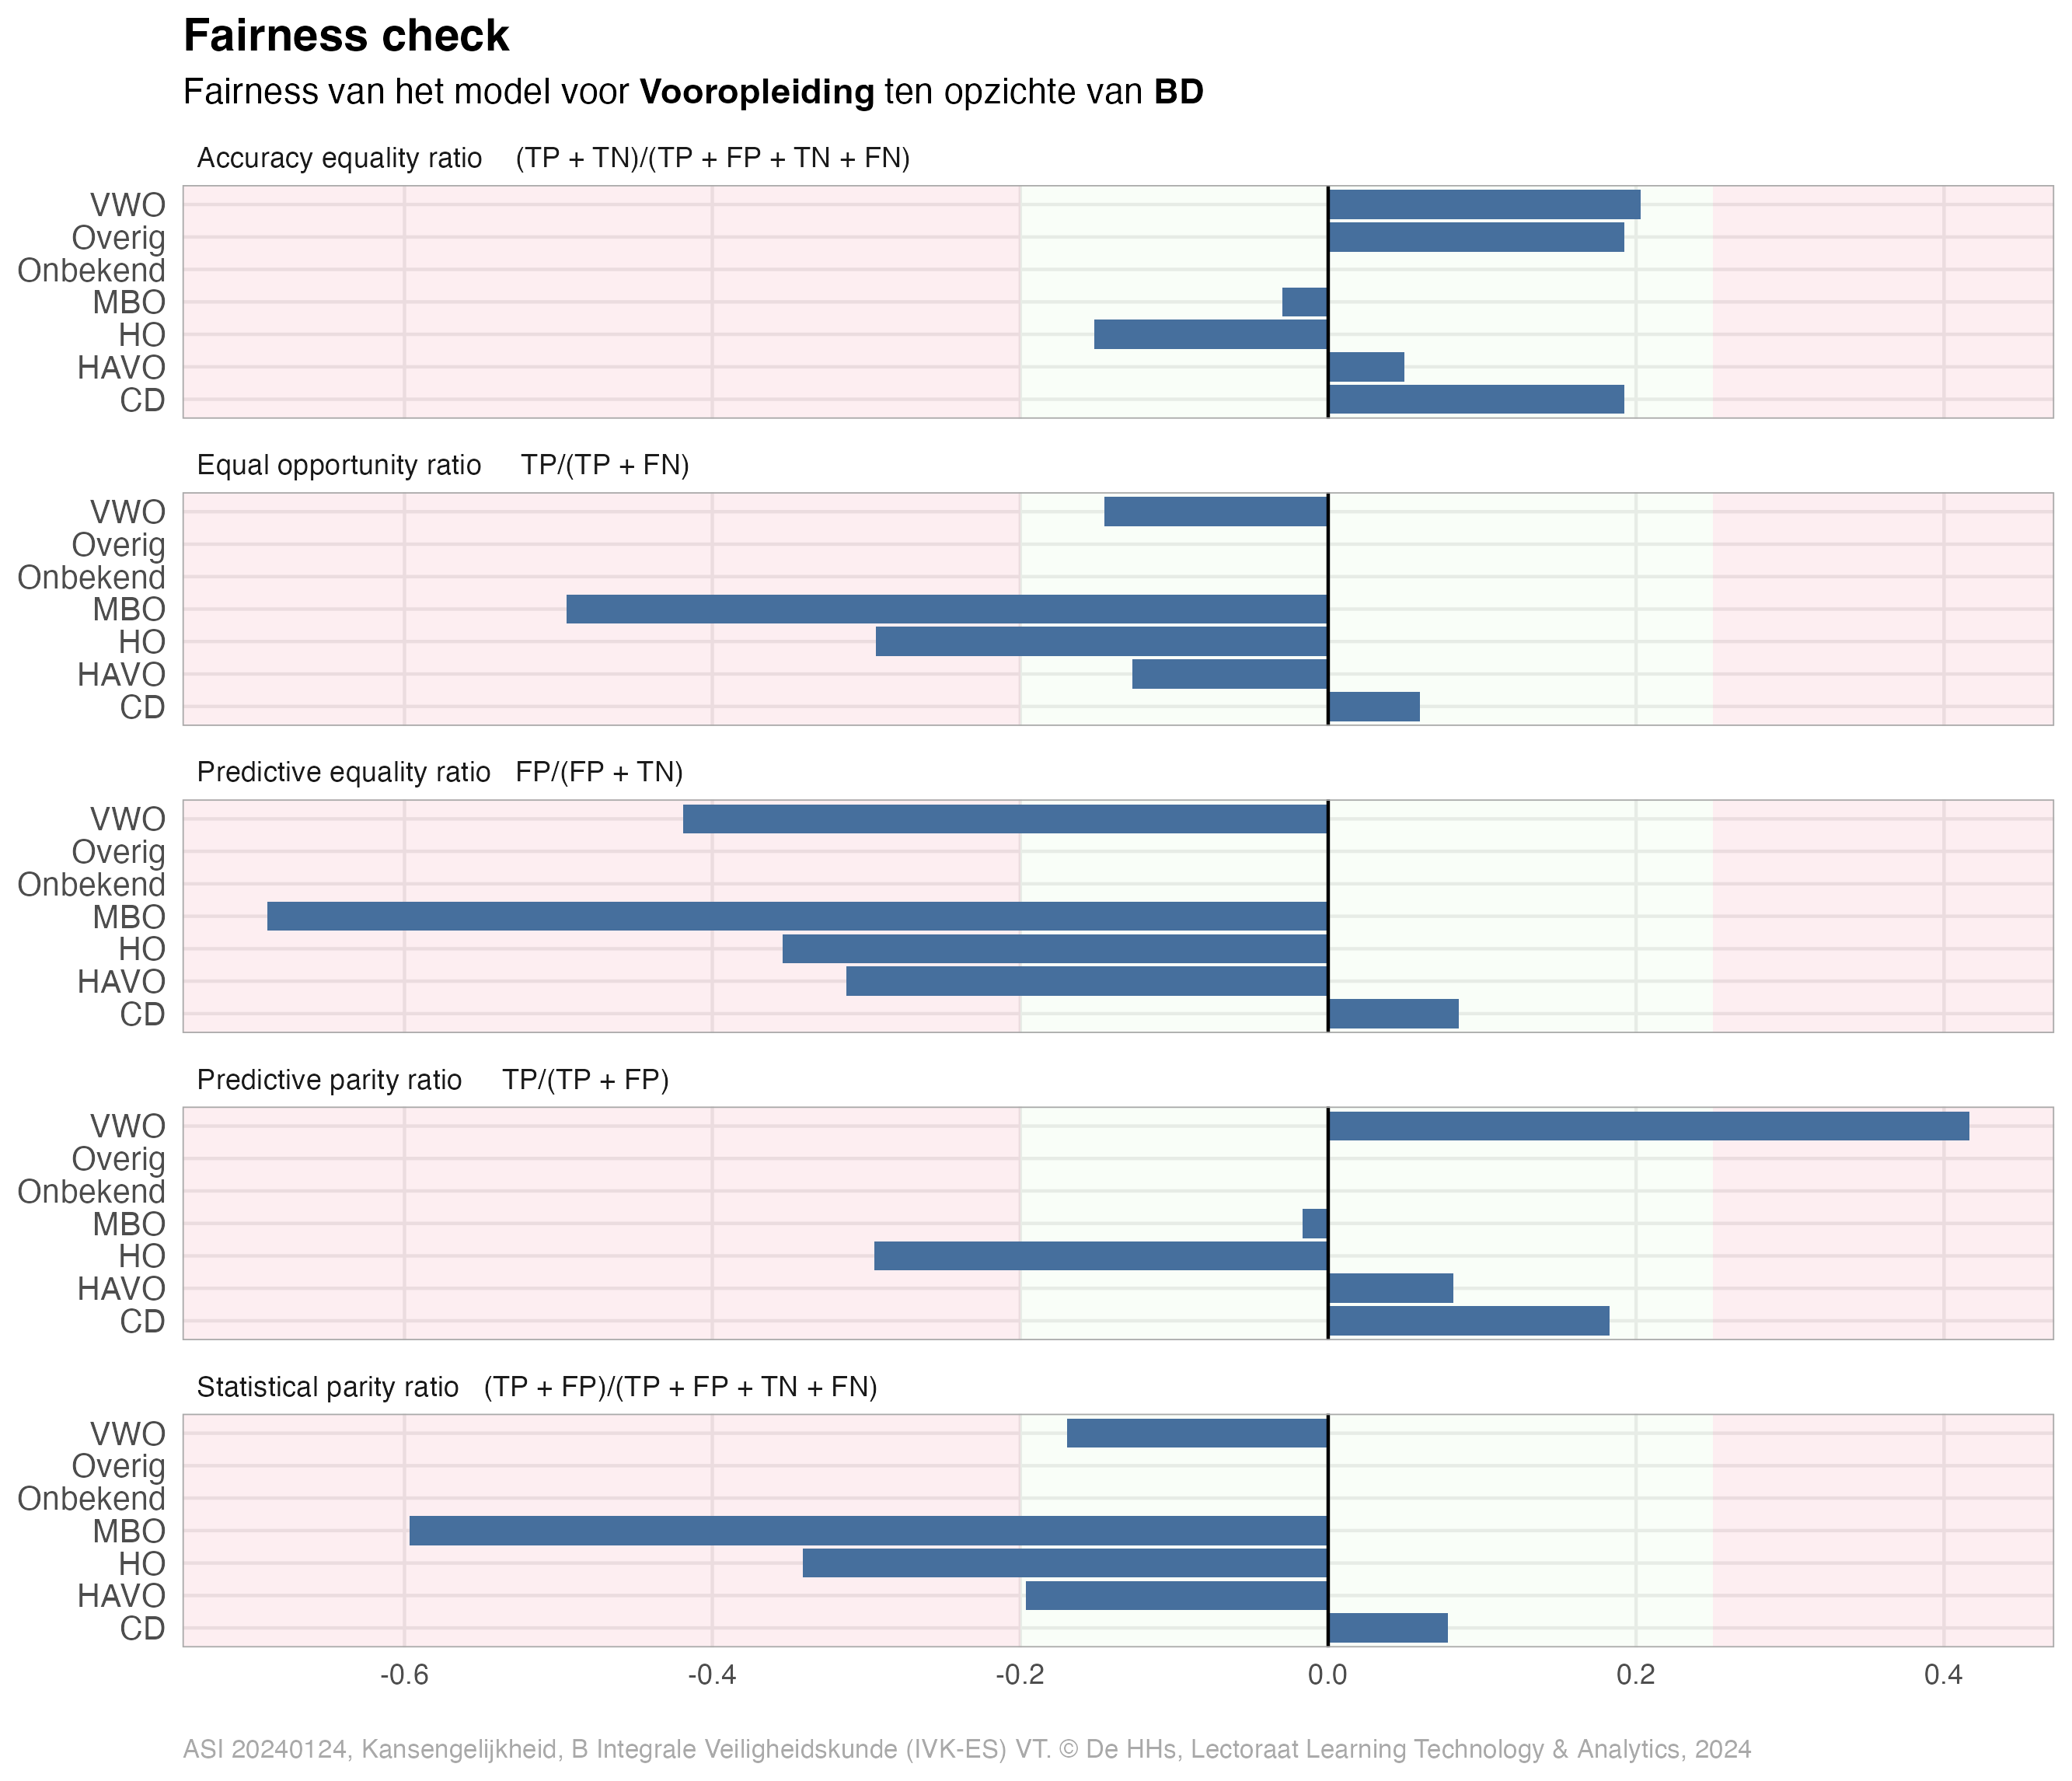 Fairness check
Fairness van het model voor Vooropleiding ten opzichte van BD
Accuracy equality ratio (TP + TN)/(TP + FP + TN + FN)
VWO
Overig
Onbekend
MBO
HO
HAVO
CD
Equal opportunity ratio TP/(TP + FN)
VWO
Overig
Onbekend
MBO
HO
HAVO
CD
Predictive equality ratio FP/(FP + TN)
VWO
Overig
Onbekend
MBO
HO
HAVO
CD
Predictive parity ratio TP/(TP + FP)
VWO
Overig
Onbekend
MBO
HO
HAVO
CD
Statistical parity ratio (TP + FP)/(TP + FP + TN + FN)
VWO
Overig
Onbekend
MBO
HO
HAVO
CD
-0.6 -0.4 -0.2 0.0 0.2 0.4
ASI 20240124, Kansengelijkheid, B Integrale Veiligheidskunde (IVK-ES) VT. © De HHs, Lectoraat Learning Technology & Analytics, 2024